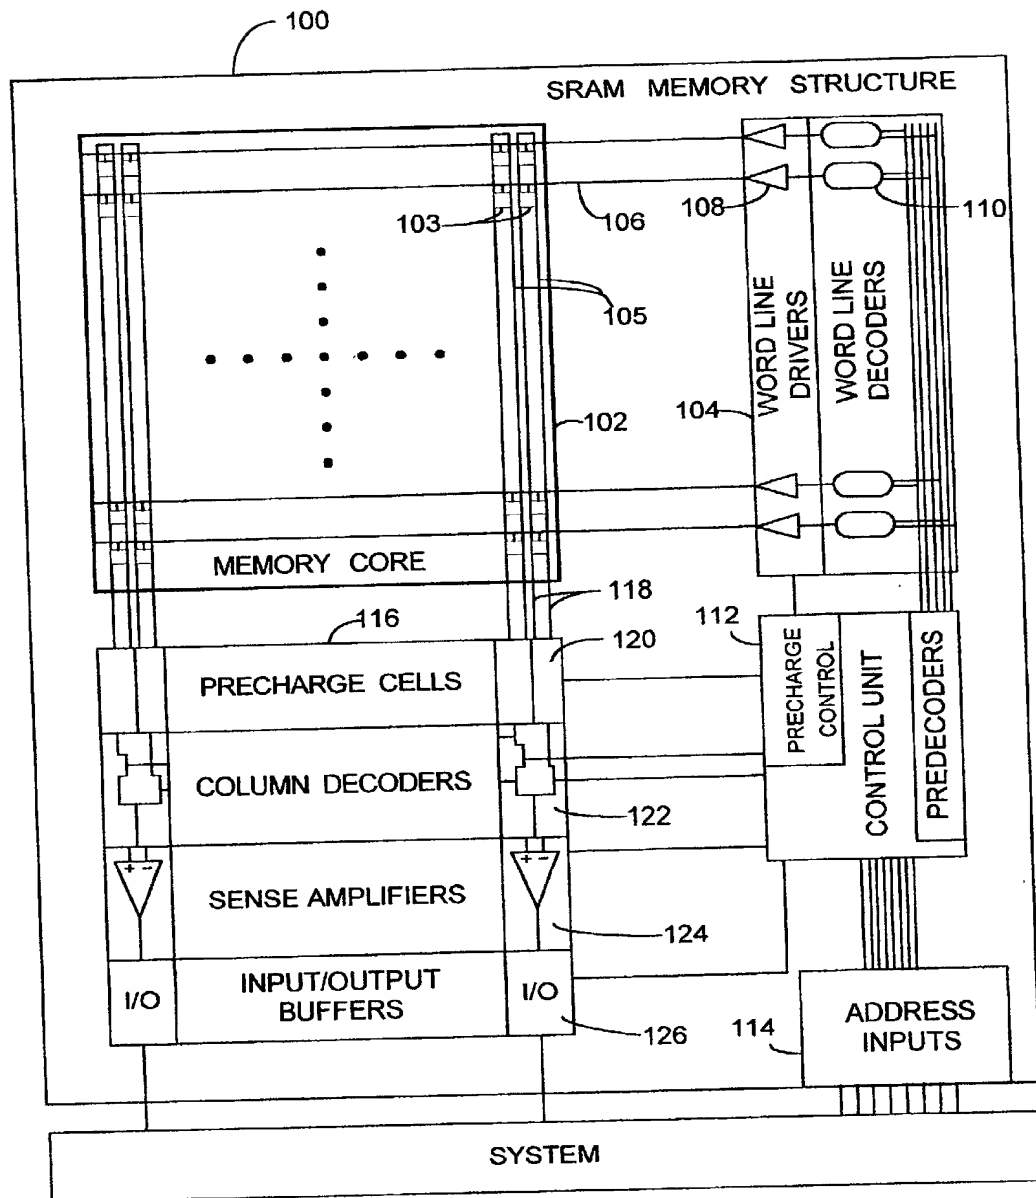 100
SRAM MEMORY STRUCTURE
103
106
108
110
105
WORD LINE
DRIVERS
WORD LINE
DECODERS
104
102
MEMORY CORE
118
116
120
112
PRECHARGE CELLS
PRECHARGE
CONTROL
CONTROL UNIT
PREDECODERS
COLUMN DECODERS
122
+ -
+ -
SENSE AMPLIFIERS
124
I/O
INPUT/OUTPUT
BUFFERS
I/O
126
114
ADDRESS
INPUTS
SYSTEM